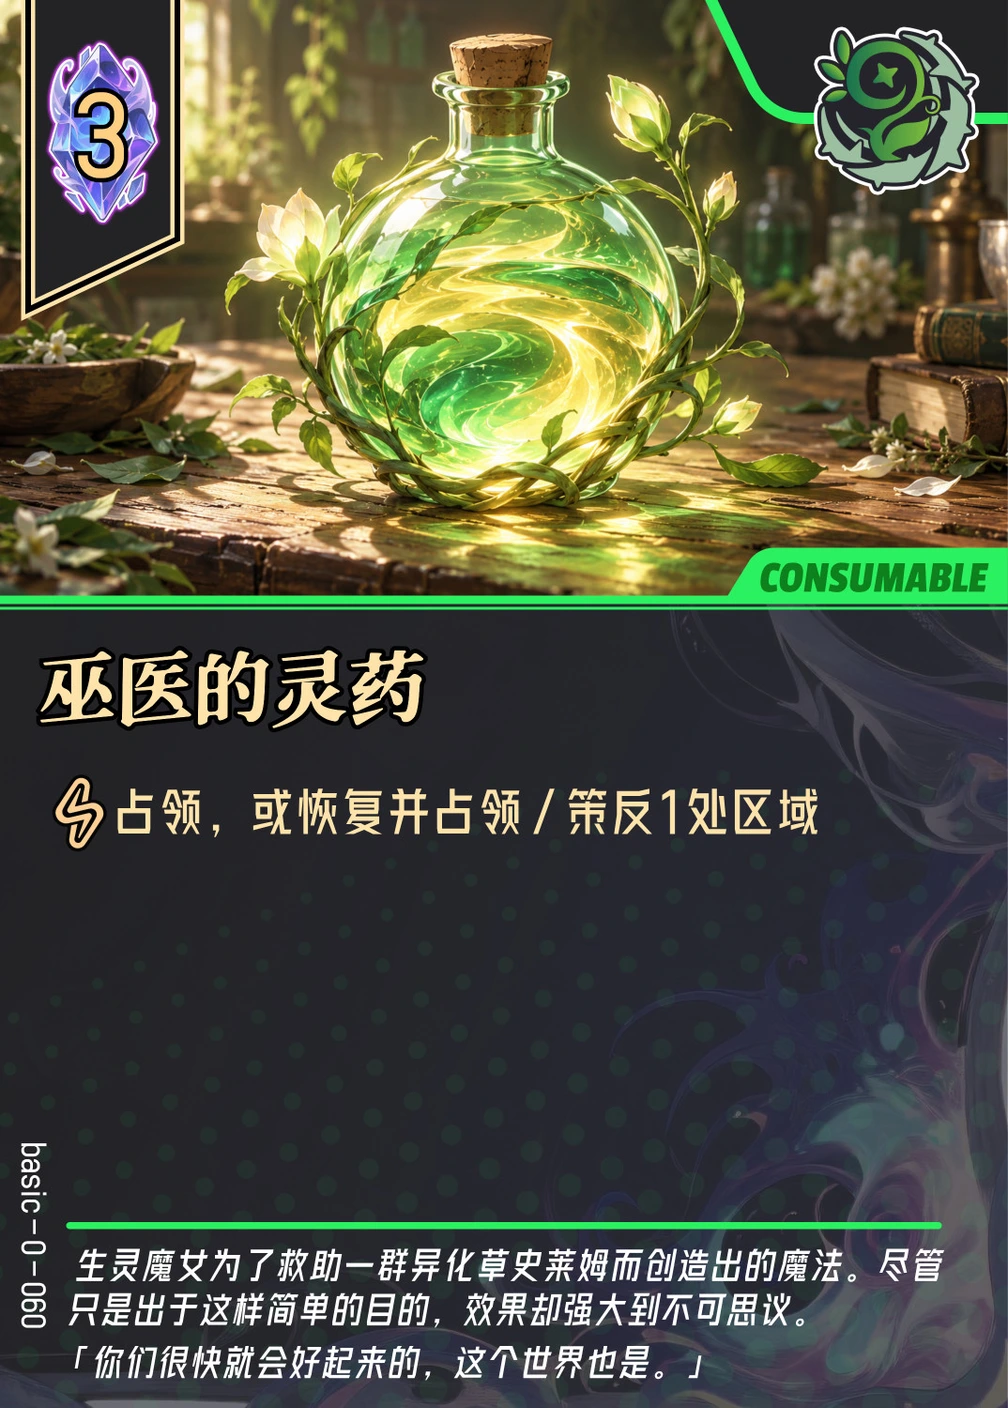 3
CONSUMABLE
巫医的灵药
占领，或恢复并占领/策反1处区域
basic-0-060
生灵魔女为了救助一群异化草史莱姆而创造出的魔法。尽管
只是出于这样简单的目的，效果却强大到不可思议。
「你们很快就会好起来的，这个世界也是。」